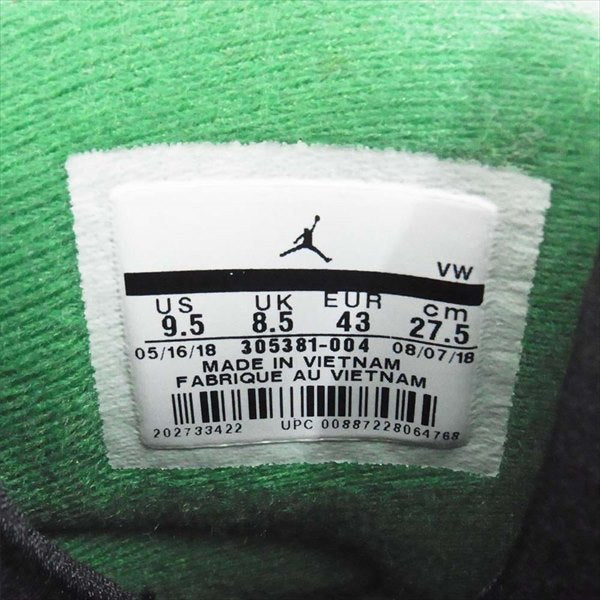 VW
US UK EUR cm
9.5 8.5 43 27.5
05/16/18 305381-004 08/07/18
MADE IN VIETNAM
FABRIQUE AU VIETNAM
202733422 UPC 00887228064768